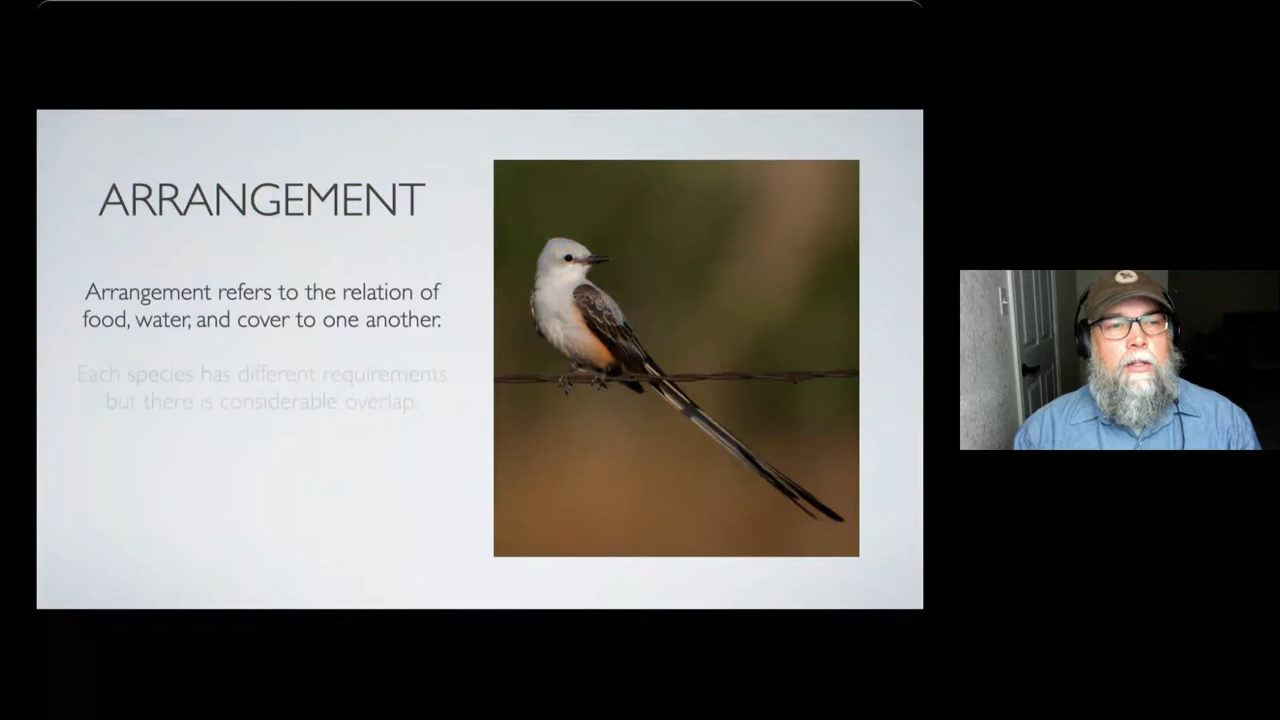 ARRANGEMENT
Arrangement refers to the relation of
food, water, and cover to one another.
Each species has different requirements
but there is considerable overlap.